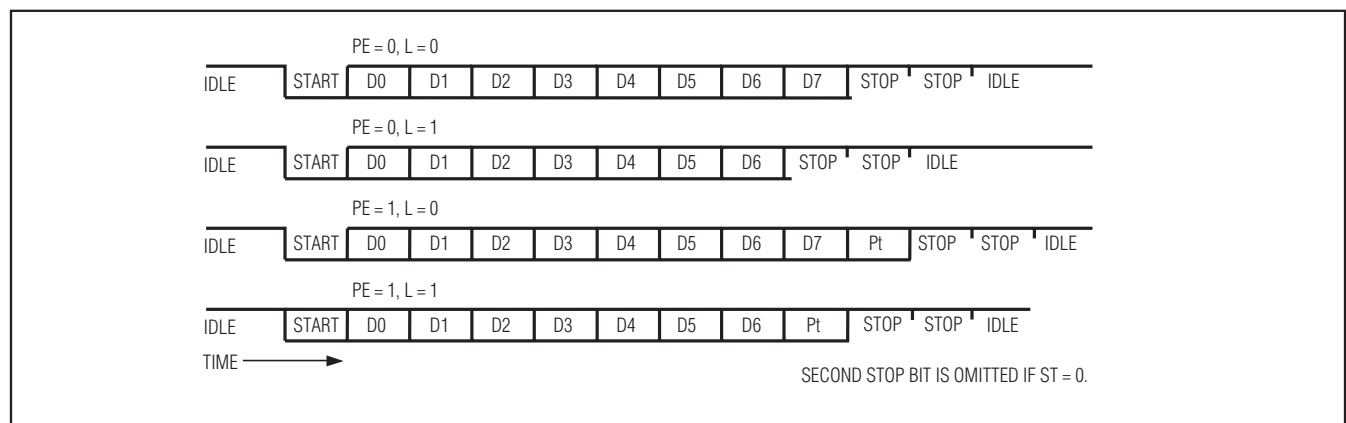 PE = 0, L = 0
IDLE START D0 D1 D2 D3 D4 D5 D6 D7 STOP STOP IDLE
PE = 0, L = 1
IDLE START D0 D1 D2 D3 D4 D5 D6 STOP STOP IDLE
PE = 1, L = 0
IDLE START D0 D1 D2 D3 D4 D5 D6 D7 Pt STOP STOP IDLE
PE = 1, L = 1
IDLE START D0 D1 D2 D3 D4 D5 D6 Pt STOP STOP IDLE
TIME
SECOND STOP BIT IS OMITTED IF ST = 0.